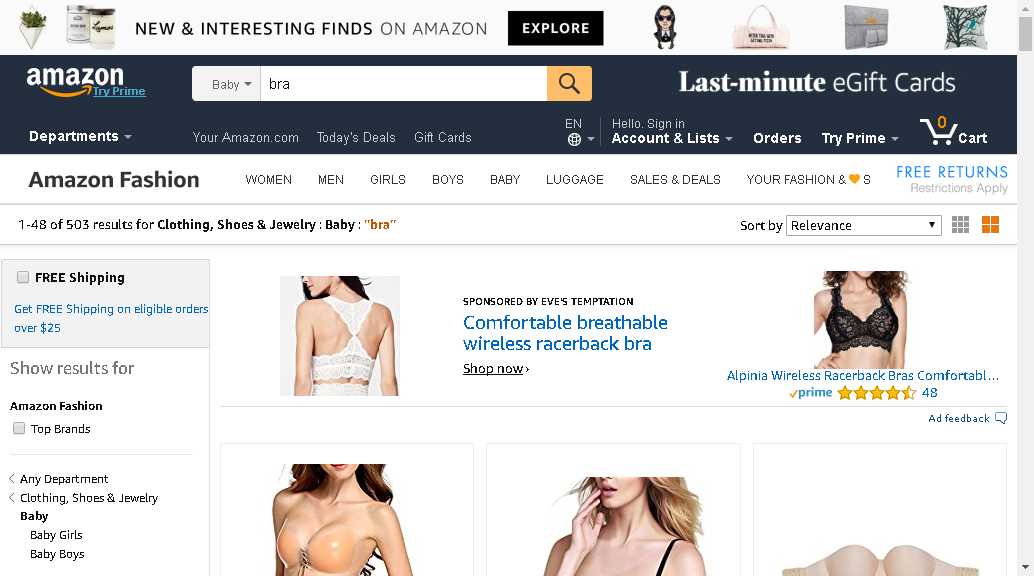 NEW & INTERESTING FINDS ON AMAZON
EXPLORE
amazon
Try Prime
Baby
bra
Last-minute eGift Cards
Departments
Your Amazon.com
Today's Deals
Gift Cards
EN
Hello. Sign in
Account & Lists
Orders
Try Prime
0
Cart
Amazon Fashion
WOMEN
MEN
GIRLS
BOYS
BABY
LUGGAGE
SALES & DEALS
YOUR FASHION & S
FREE RETURNS
Restrictions Apply
1-48 of 503 results for Clothing, Shoes & Jewelry : Baby : "bra"
Sort by Relevance
FREE Shipping
Get FREE Shipping on eligible orders
over $25
Show results for
Amazon Fashion
Top Brands
Any Department
Clothing, Shoes & Jewelry
Baby
Baby Girls
Baby Boys
SPONSORED BY EVE'S TEMPTATION
Comfortable breathable
wireless racerback bra
Shop now ›
Alpinia Wireless Racerback Bras Comfortabl...
prime 48
Ad feedback